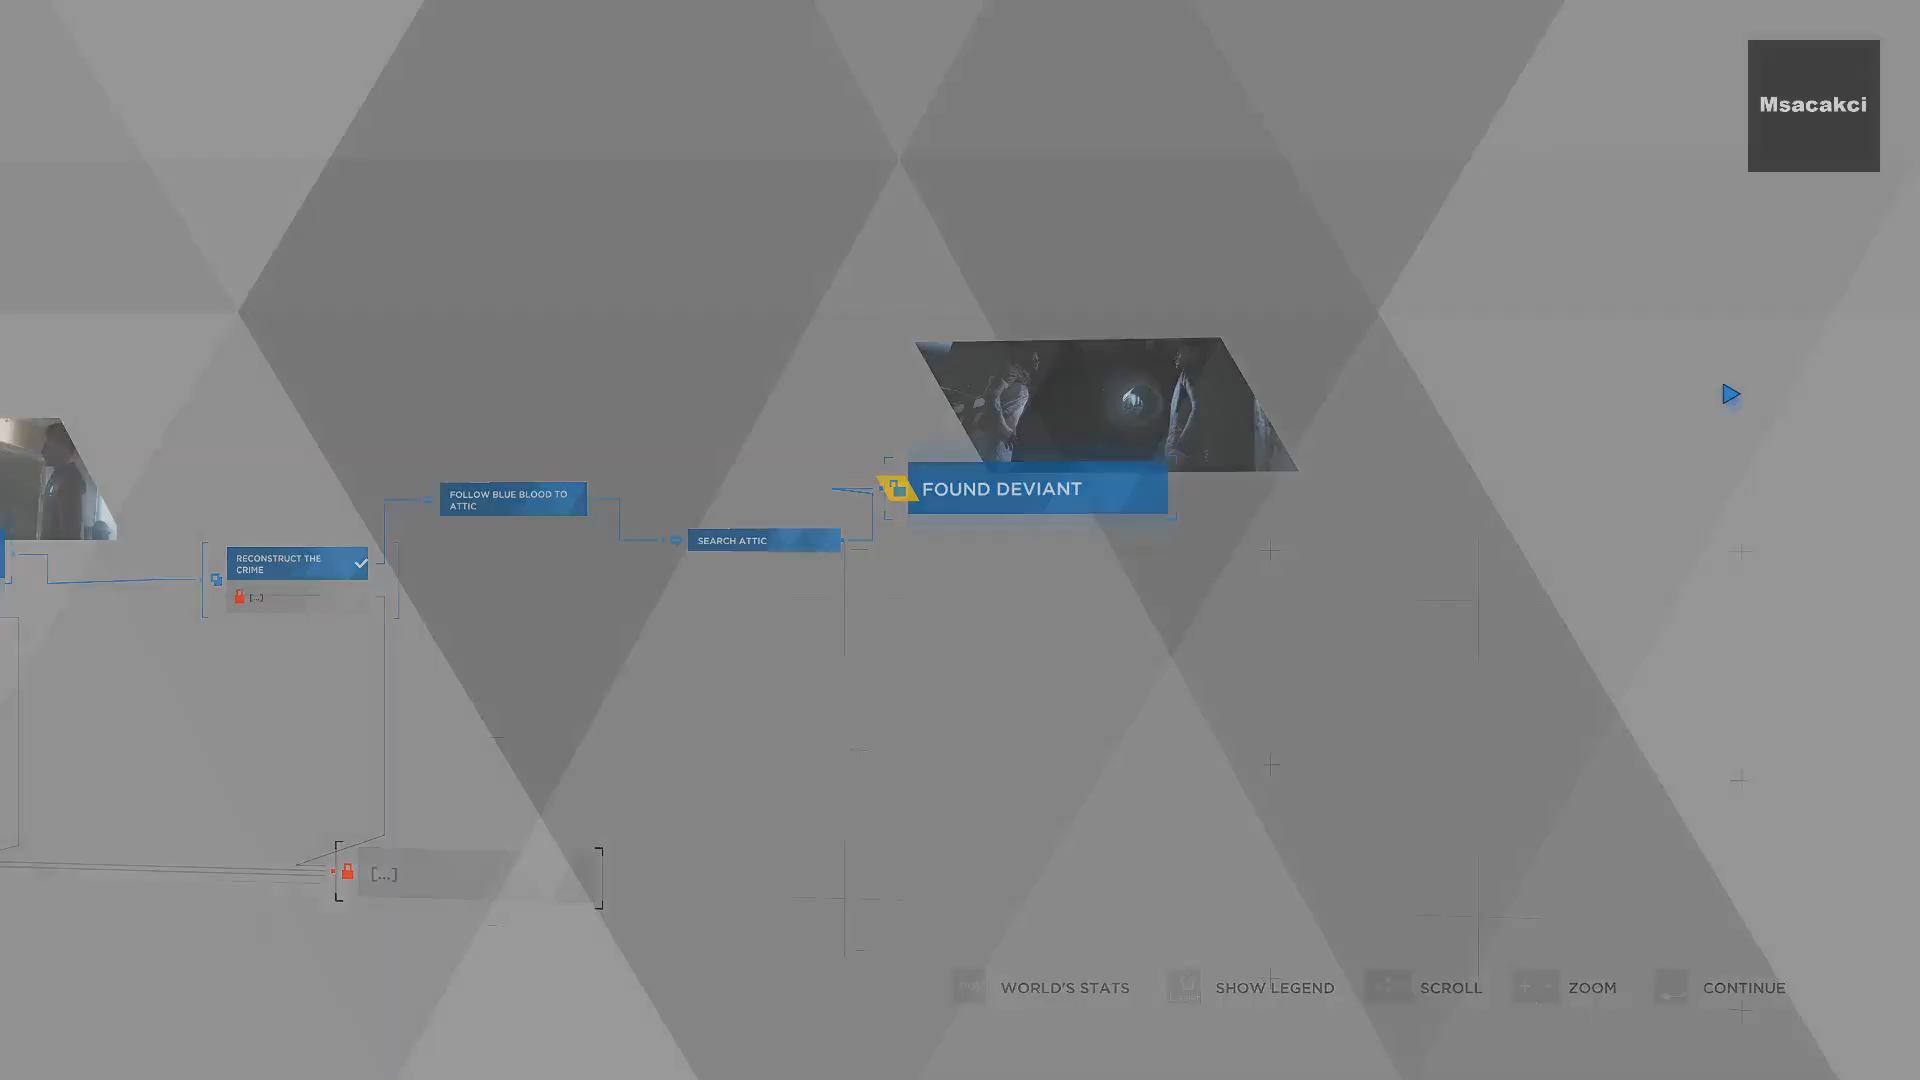 Msacakci
FOUND DEVIANT
FOLLOW BLUE BLOOD TO
ATTIC
SEARCH ATTIC
RECONSTRUCT THE
CRIME
[...]
[...]
WORLD'S STATS
SHOW LEGEND
SCROLL
ZOOM
CONTINUE